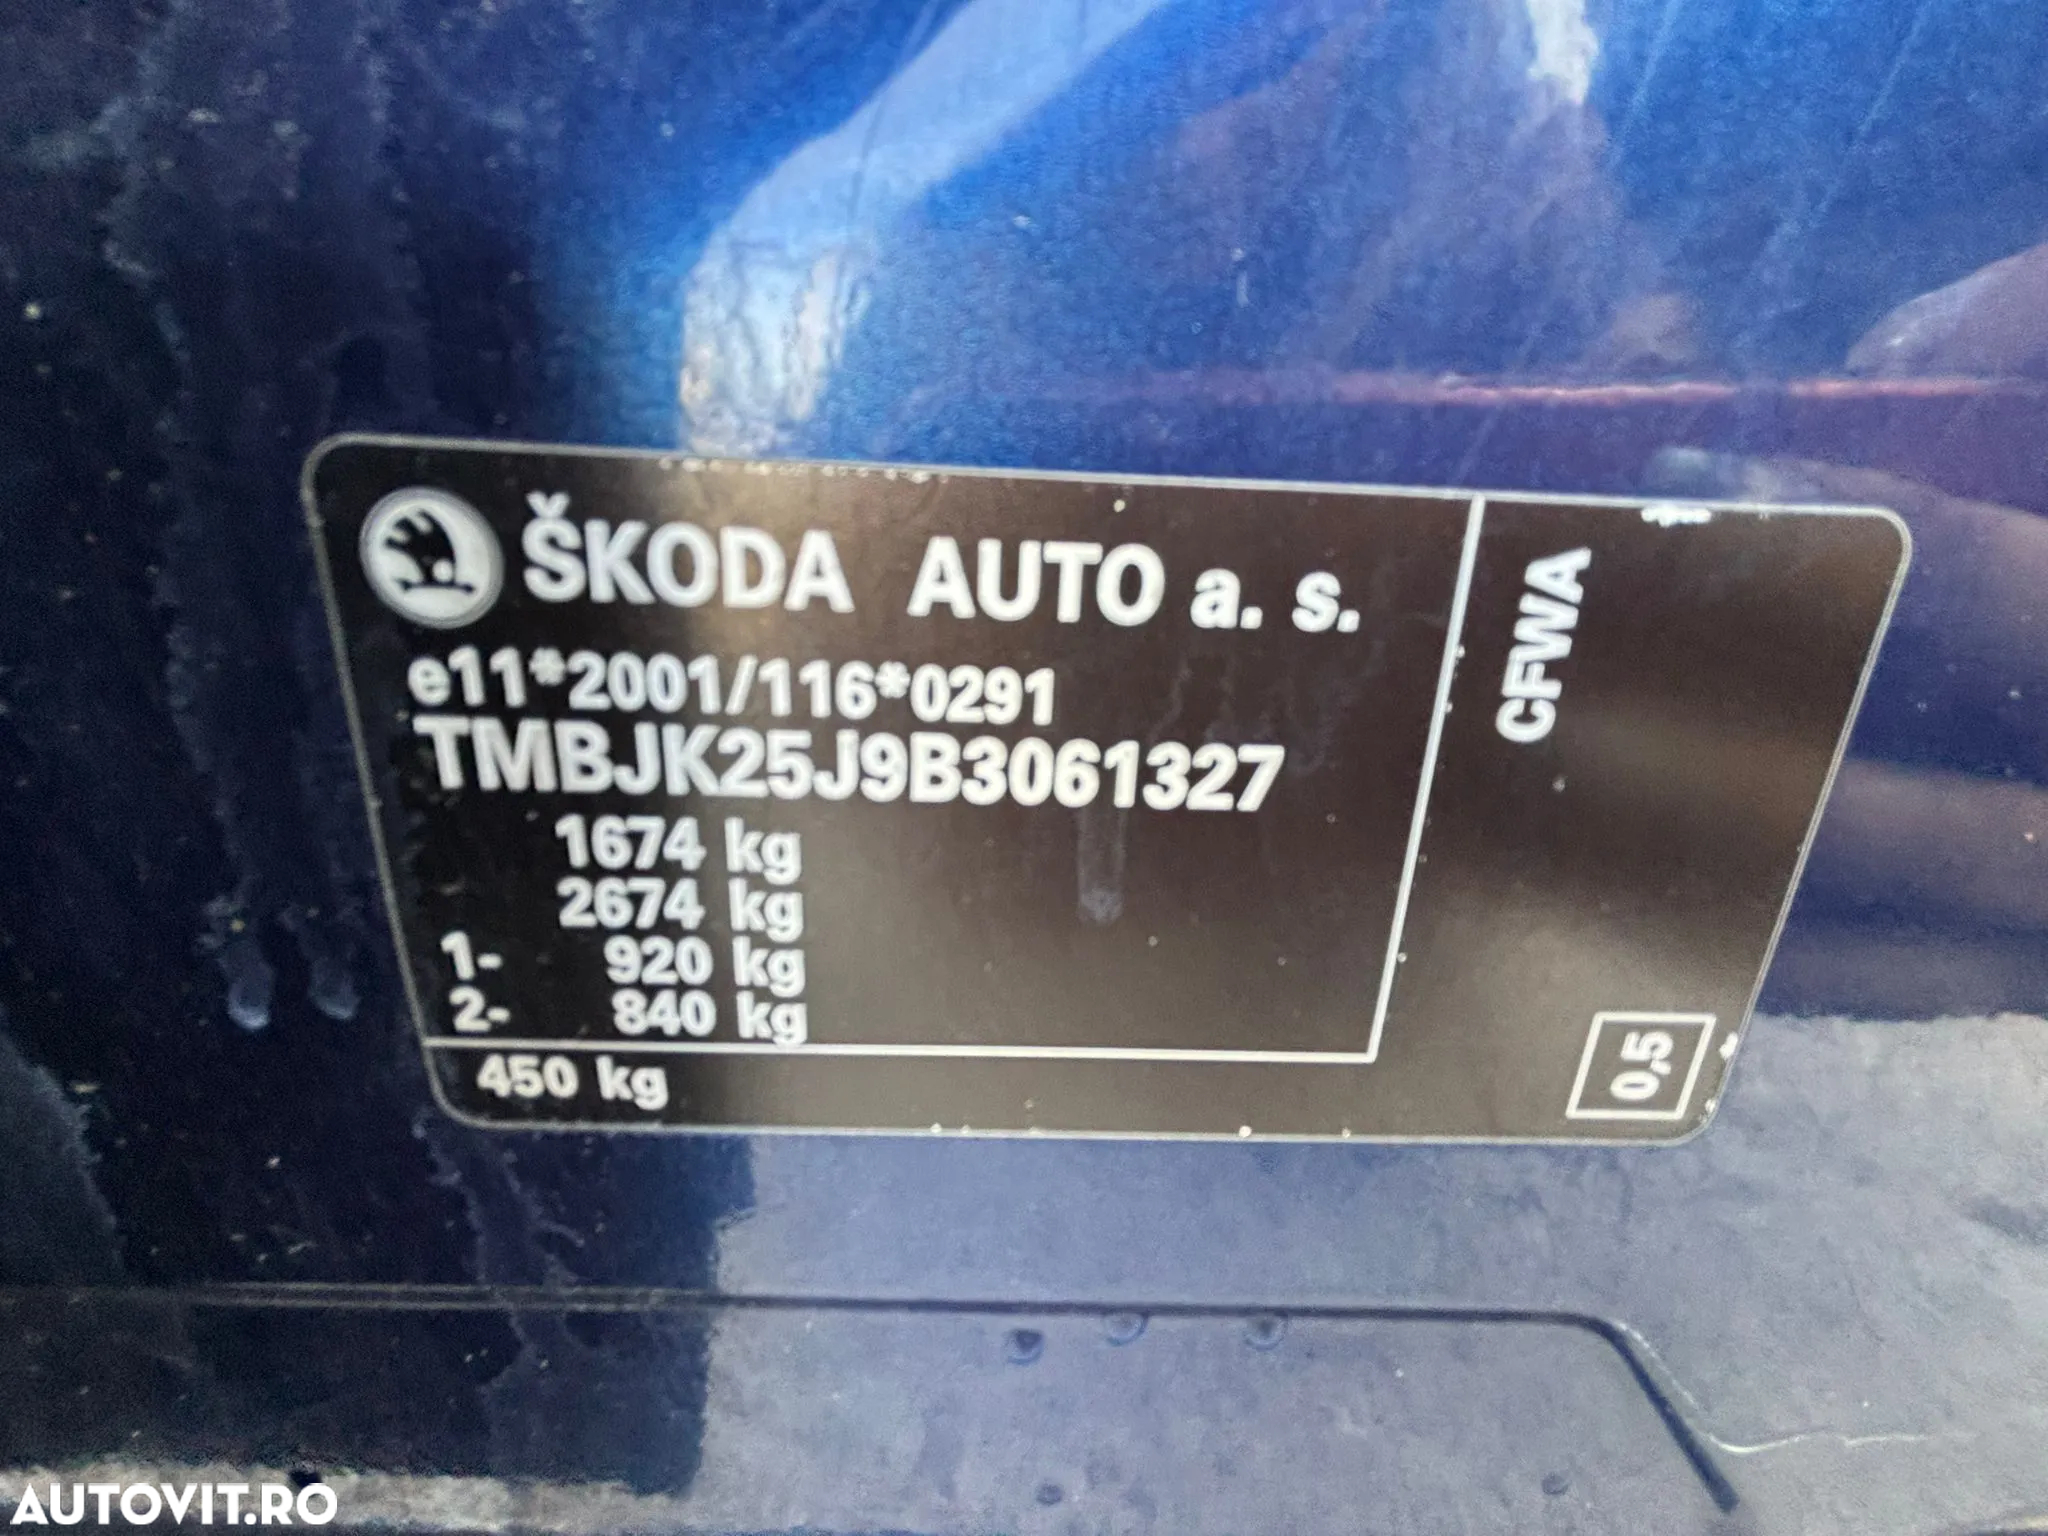 ŠKODA AUTO a. s.
e11*2001/116*0291
TMBJK25J9B3061327
1674 kg
2674 kg
1- 920 kg
2- 840 kg
450 kg
CFWA
0,5
AUTOVIT.RO